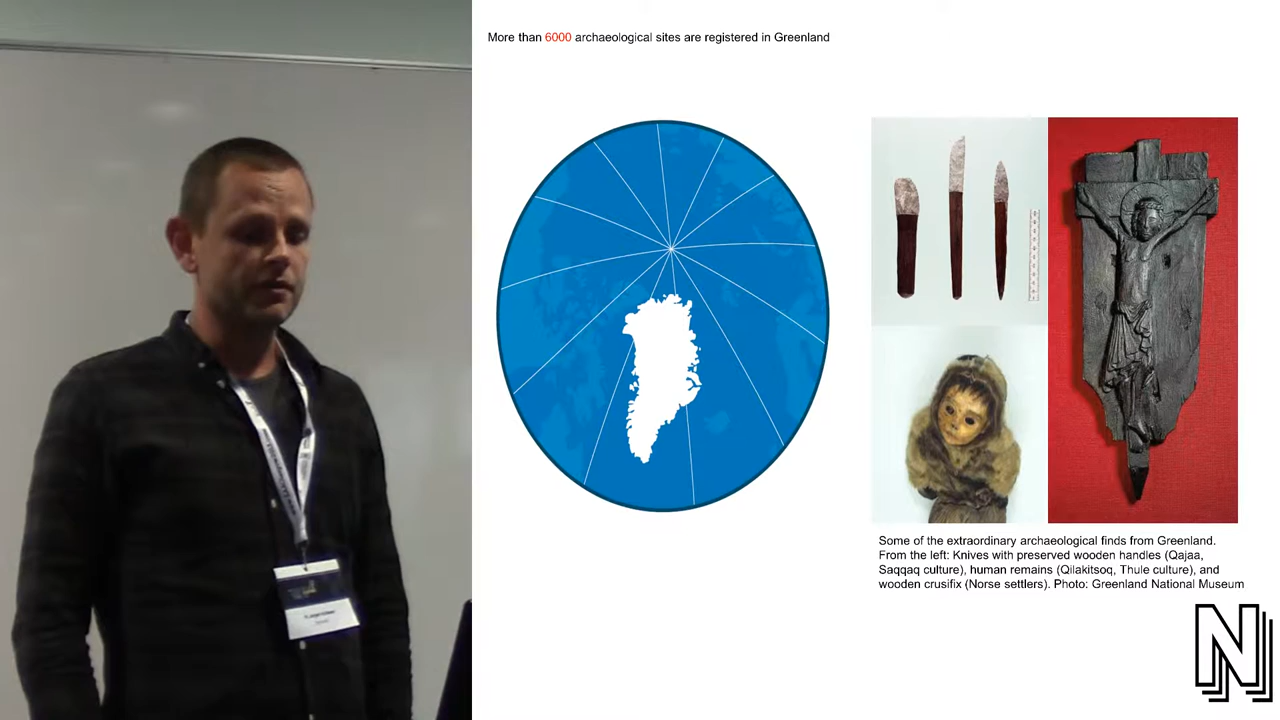 More than 6000 archaeological sites are registered in Greenland
Some of the extraordinary archaeological finds from Greenland.
From the left: Knives with preserved wooden handles (Qajaa,
Saqqaq culture), human remains (Qilakitsoq, Thule culture), and
wooden crusifix (Norse settlers). Photo: Greenland National Museum
N